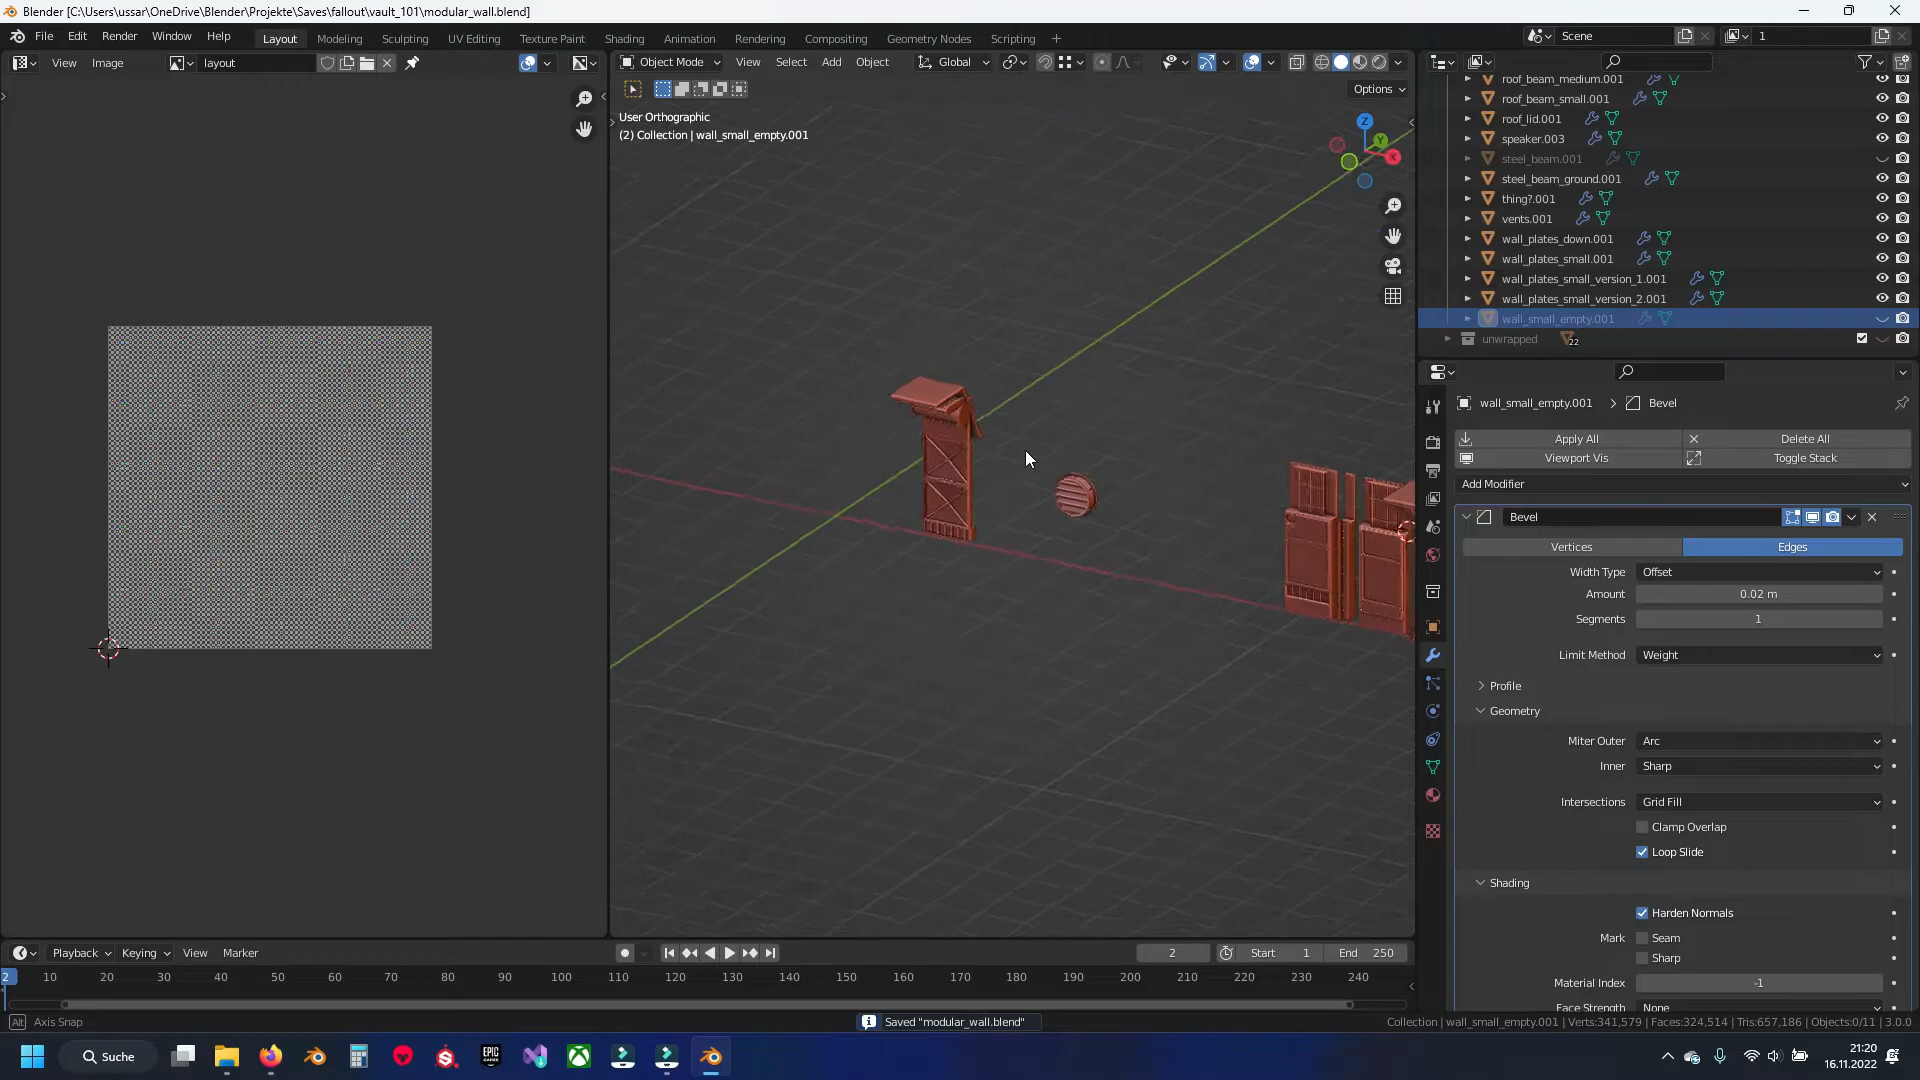 Blender [C:\Users\ussar\OneDrive\Blender\Projekte\Saves\fallout\vault_101\modular_wall.blend]
File Edit Render Window Help Layout Modeling Sculpting UV Editing Texture Paint Shading Animation Rendering Compositing Geometry Nodes Scripting + Scene 1
View Image layout Object Mode View Select Add Object Global
Options
User Orthographic
(2) Collection | wall_small_empty.001
Z
Y
X
roof_beam_medium.001
roof_beam_small.001
roof_lid.001
speaker.003
steel_beam.001
steel_beam_ground.001
thing?.001
vents.001
wall_plates_down.001
wall_plates_small.001
wall_plates_small_version_1.001
wall_plates_small_version_2.001
wall_small_empty.001
unwrapped 22
wall_small_empty.001 > Bevel
Apply All Delete All
Viewport Vis Toggle Stack
Add Modifier
Bevel
Vertices Edges
Width Type Offset
Amount 0.02 m
Segments 1
Limit Method Weight
Profile
Geometry
Miter Outer Arc
Inner Sharp
Intersections Grid Fill
Clamp Overlap
Loop Slide
Shading
Harden Normals
Mark Seam
Sharp
Material Index -1
Face Strength None
Playback Keying View Marker 2 Start 1 End 250
2 10 20 30 40 50 60 70 80 90 100 110 120 130 140 150 160 170 180 190 200 210 220 230 240
Alt Axis Snap Saved "modular_wall.blend" Collection | wall_small_empty.001 | Verts:341,579 | Faces:324,514 | Tris:657,186 | Objects:0/11 | 3.0.0
Suche EPIC GAMES 21:20
16.11.2022